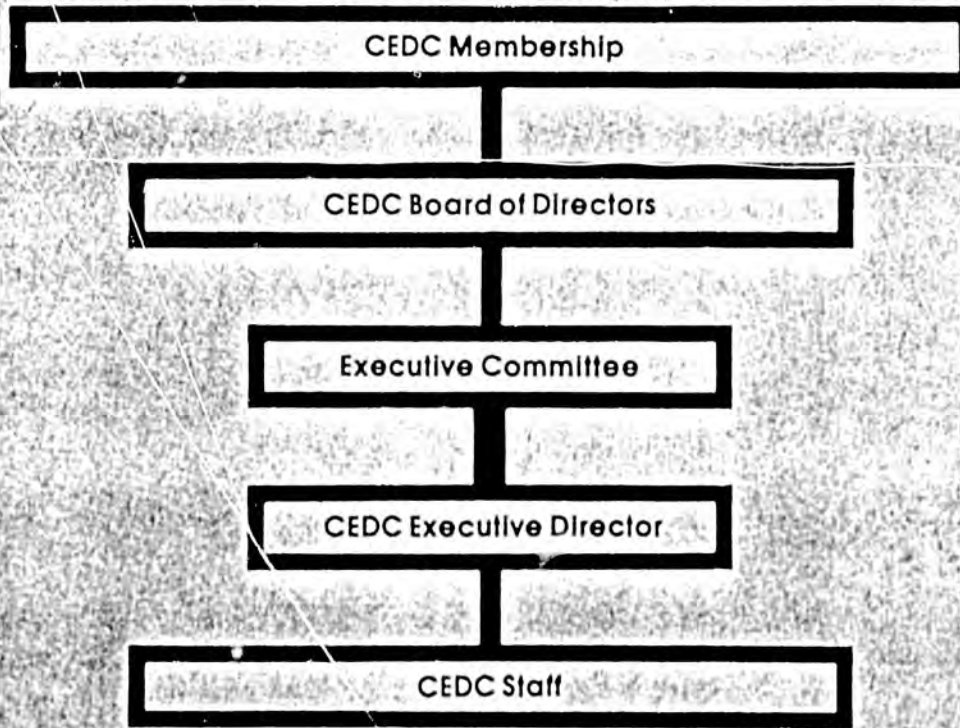 CEDC Membership
CEDC Board of Directors
Executive Committee
CEDC Executive Director
CEDC Staff